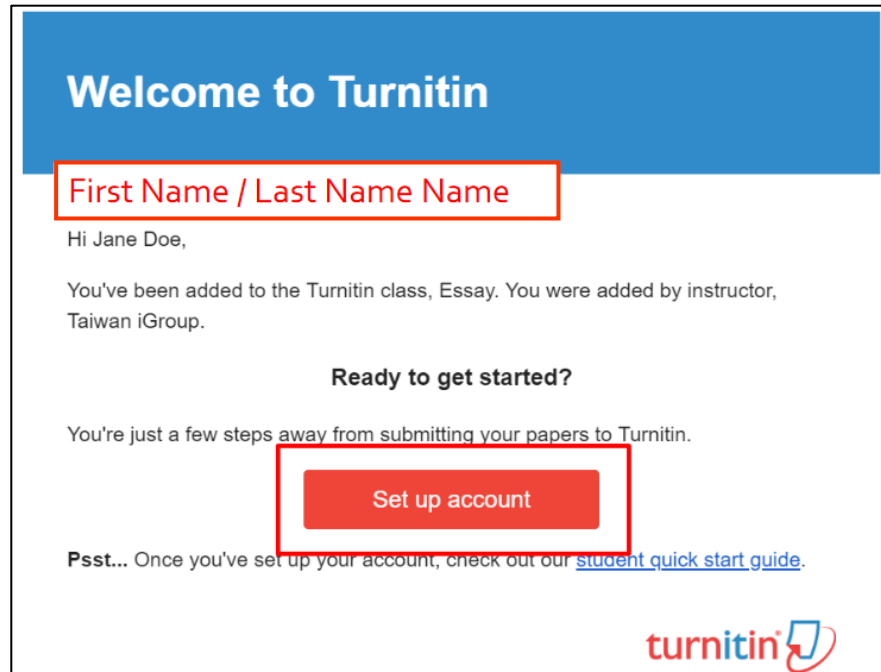 Welcome to Turnitin
First Name / Last Name Name
Hi Jane Doe,
You've been added to the Turnitin class, Essay. You were added by instructor,
Taiwan iGroup.
Ready to get started?
You're just a few steps away from submitting your papers to Turnitin.
Set up account
Psst... Once you've set up your account, check out our student quick start guide.
turnitin